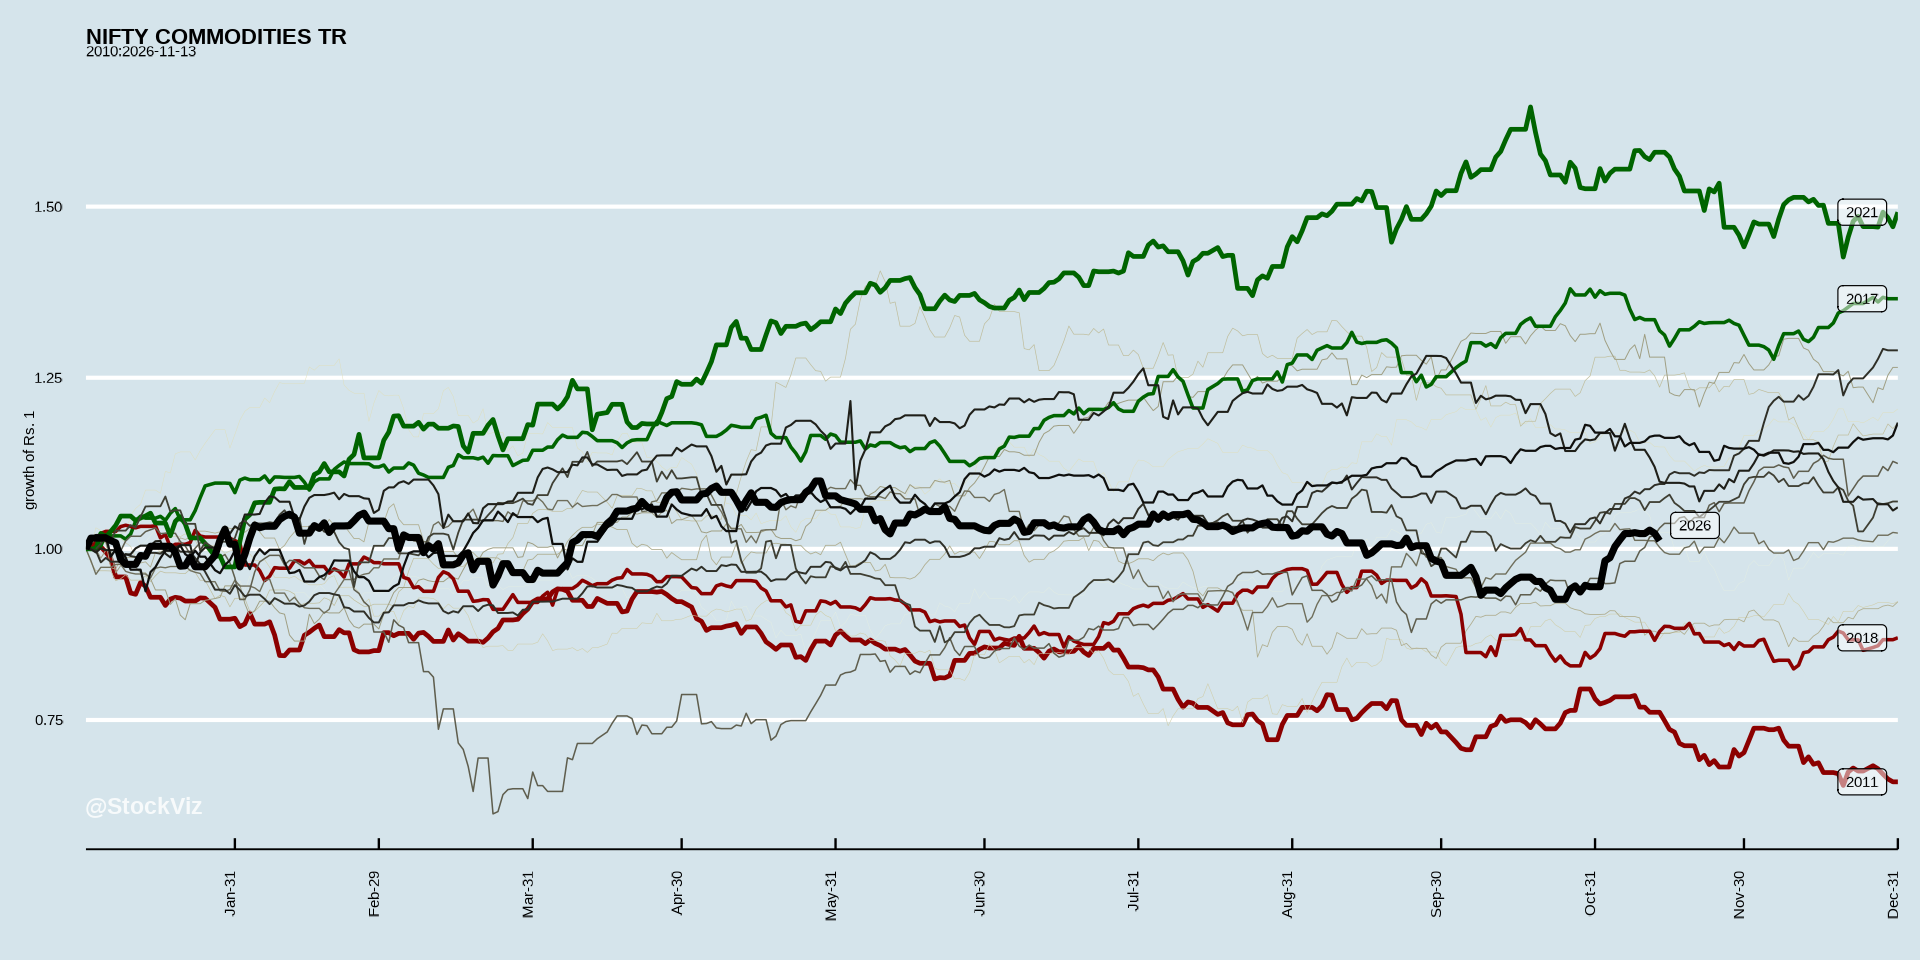 NIFTY COMMODITIES TR
2010:2026-11-13
growth of Rs. 1
1.50
1.25
1.00
0.75
2021
2017
2026
2018
2011
@StockViz
Jan-31
Feb-29
Mar-31
Apr-30
May-31
Jun-30
Jul-31
Aug-31
Sep-30
Oct-31
Nov-30
Dec-31